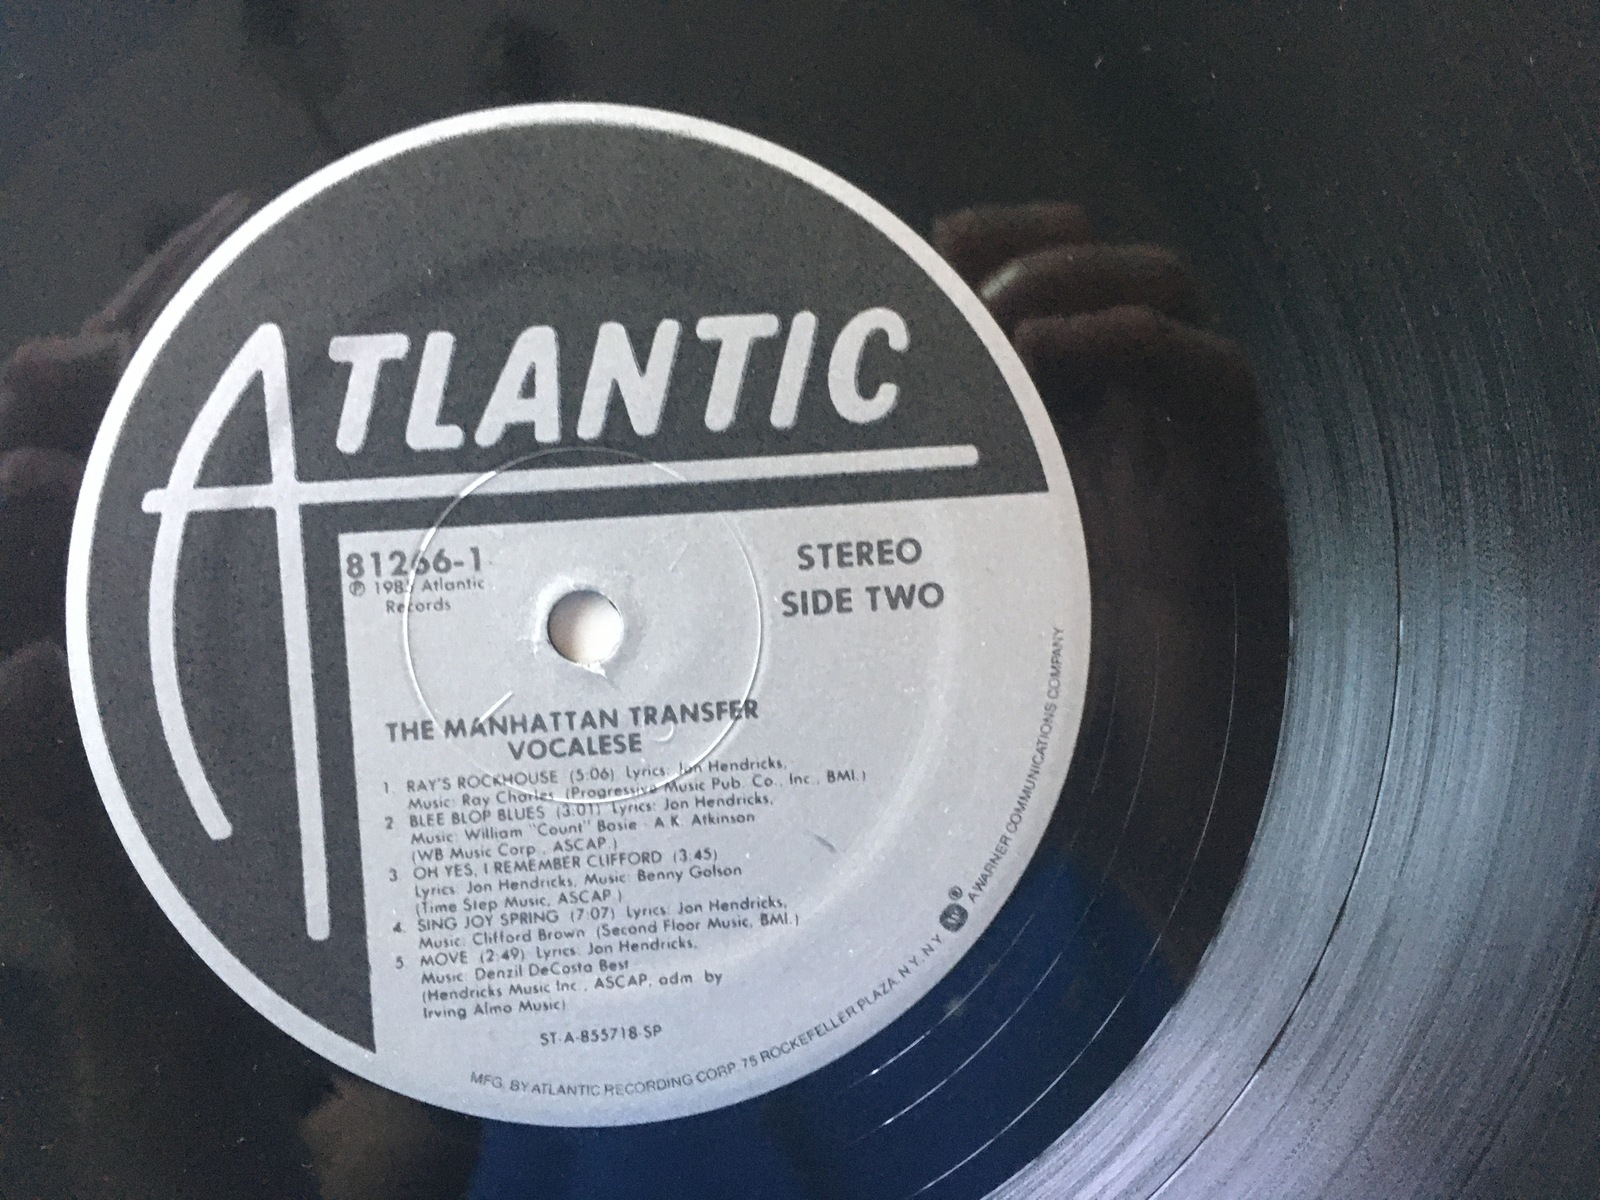 ATLANTIC
81266-1
℗ 1985 Atlantic
Records
STEREO
SIDE TWO
THE MANHATTAN TRANSFER
VOCALESE
1. RAY'S ROCKHOUSE (5:06) Lyrics: Jon Hendricks,
Music: Ray Charles (Progressive Music Pub. Co., Inc., BMI.)
2 BLEE BLOP BLUES (3:01) Lyrics: Jon Hendricks,
Music: William "Count" Basie - A.K. Atkinson
(WB Music Corp., ASCAP.)
3. OH YES, I REMEMBER CLIFFORD (3:45)
Lyrics: Jon Hendricks, Music: Benny Golson
(Time Step Music, ASCAP.)
4. SING JOY SPRING (7:07) Lyrics: Jon Hendricks,
Music: Clifford Brown (Second Floor Music, BMI.)
5. MOVE (2:49) Lyrics: Jon Hendricks,
Music: Denzil DeCosta Best
(Hendricks Music Inc., ASCAP, adm. by
Irving Almo Music)
ST-A-855718-SP
MFG. BY ATLANTIC RECORDING CORP. 75 ROCKEFELLER PLAZA N.Y. N.Y. ® A WARNER COMMUNICATIONS COMPANY